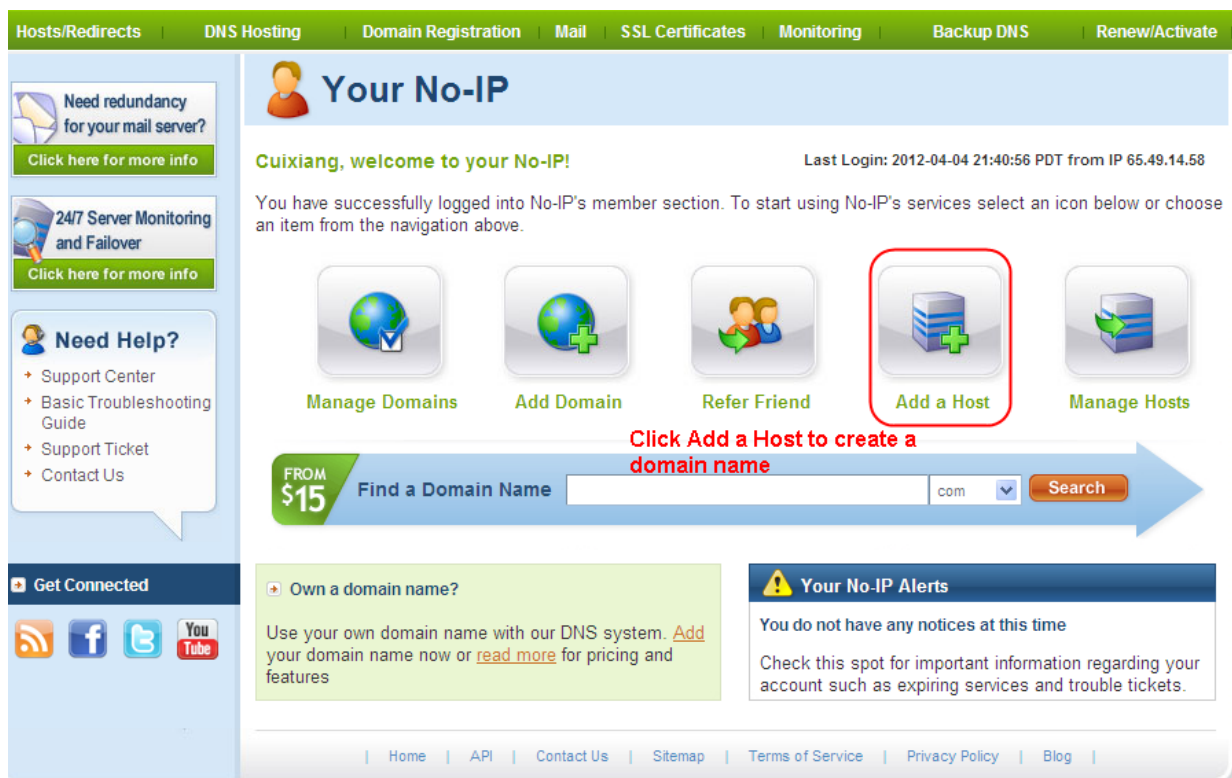 Hosts/Redirects | DNS Hosting | Domain Registration | Mail | SSL Certificates | Monitoring | Backup DNS | Renew/Activate
Need redundancy
for your mail server?
Click here for more info
24/7 Server Monitoring
and Failover
Click here for more info
Need Help?
Support Center
Basic Troubleshooting
Guide
Support Ticket
Contact Us
Get Connected
You
Tube
Your No-IP
Cuixiang, welcome to your No-IP!
Last Login: 2012-04-04 21:40:56 PDT from IP 65.49.14.58
You have successfully logged into No-IP's member section. To start using No-IP's services select an icon below or choose
an item from the navigation above.
Manage Domains
Add Domain
Refer Friend
Add a Host
Manage Hosts
Click Add a Host to create a
domain name
FROM
$15
Find a Domain Name
com
Search
Own a domain name?
Use your own domain name with our DNS system. Add
your domain name now or read more for pricing and
features
Your No-IP Alerts
You do not have any notices at this time
Check this spot for important information regarding your
account such as expiring services and trouble tickets.
| Home | API | Contact Us | Sitemap | Terms of Service | Privacy Policy | Blog |